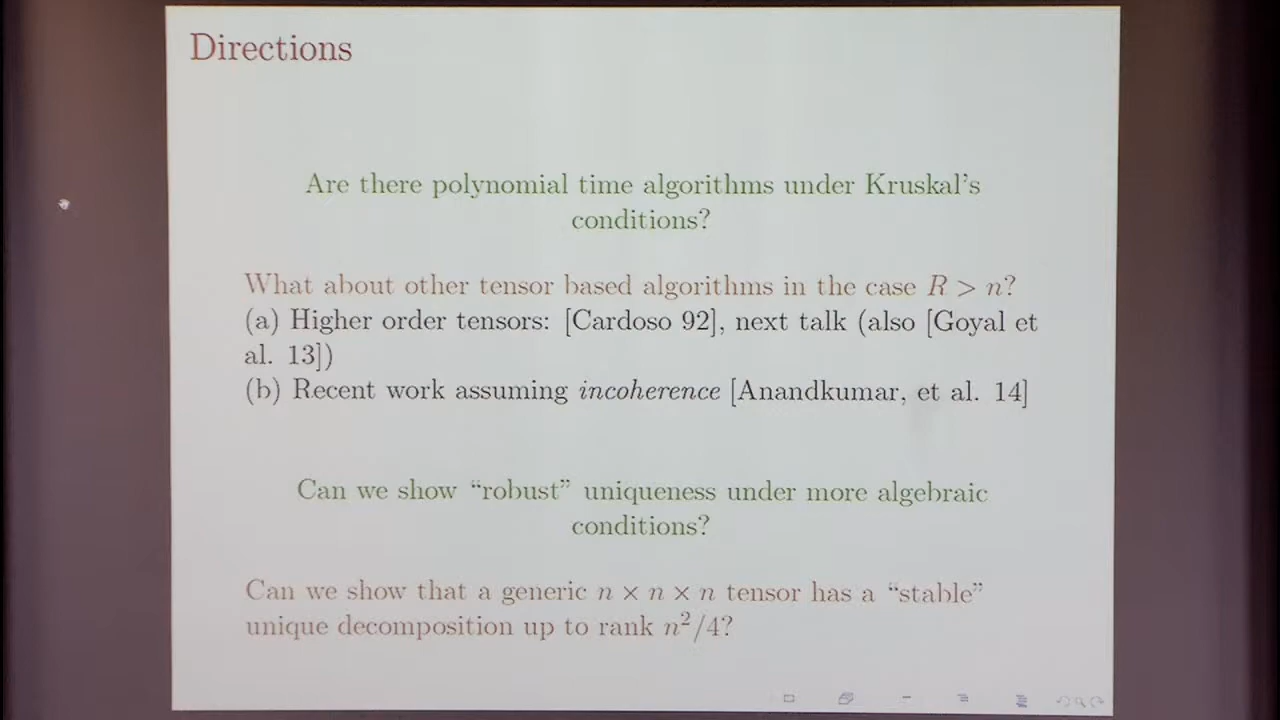 Directions
Are there polynomial time algorithms under Kruskal's
conditions?
What about other tensor based algorithms in the case R > n?
(a) Higher order tensors: [Cardoso 92], next talk (also [Goyal et
al. 13])
(b) Recent work assuming incoherence [Anandkumar, et al. 14]
Can we show “robust” uniqueness under more algebraic
conditions?
Can we show that a generic n × n × n tensor has a “stable”
unique decomposition up to rank n²/4?